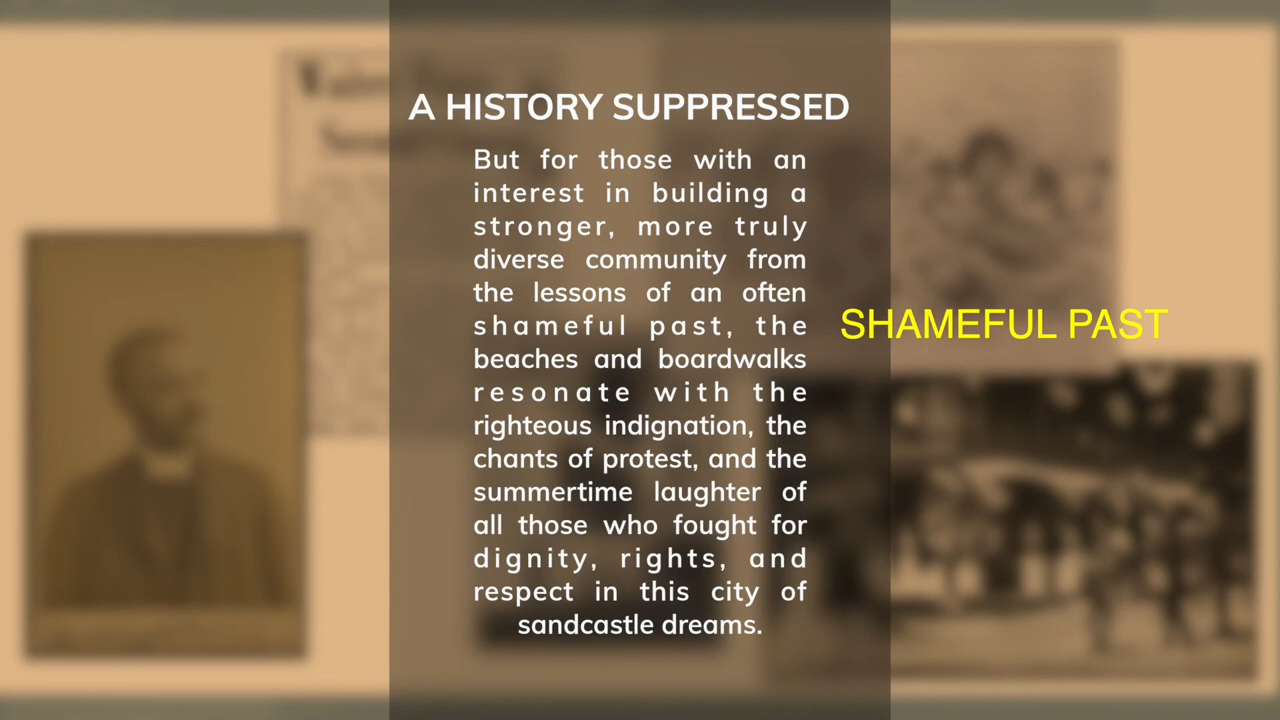 A HISTORY SUPPRESSED
But for those with an
interest in building a
stronger, more truly
diverse community from
the lessons of an often
shameful past, the
SHAMEFUL PAST
beaches and boardwalks
resonate with the
righteous indignation, the
chants of protest, and the
summertime laughter of
all those who fought for
dignity, rights, and
respect in this city of
sandcastle dreams.